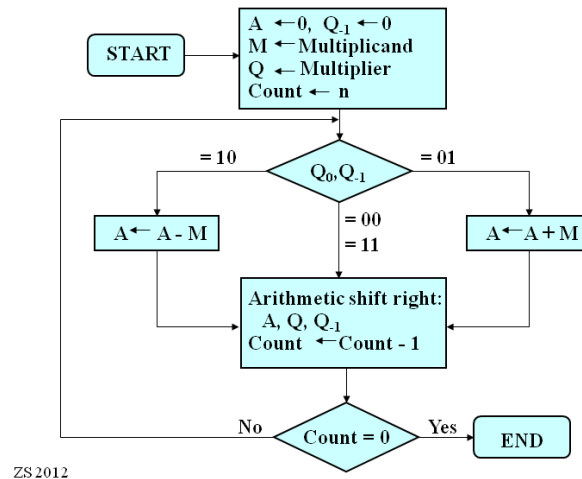 START
A ←0, Q-1 ←0
M ←Multiplicand
Q ← Multiplier
Count ← n
= 10
Q0,Q-1
= 01
A← A - M
= 00
= 11
A←A + M
Arithmetic shift right:
A, Q, Q-1
Count ←Count - 1
No
Count = 0
Yes
END
ZS 2012